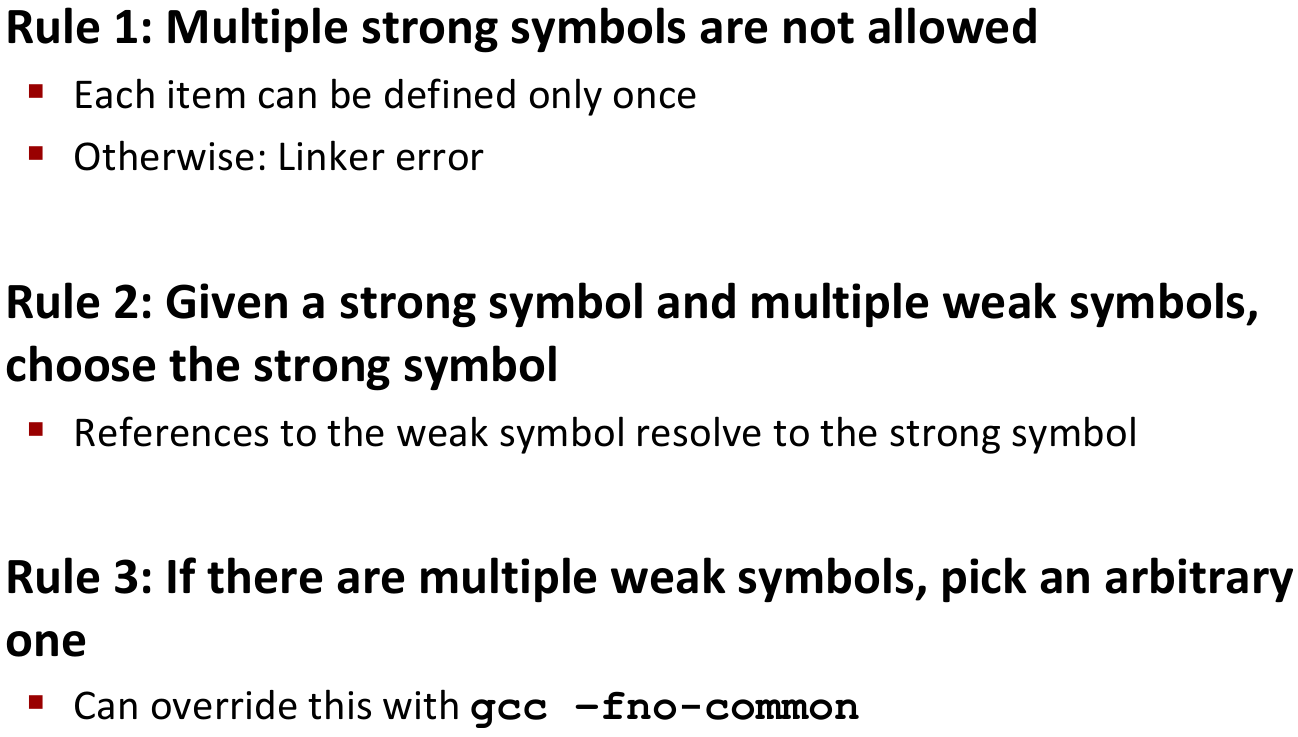 Rule 1: Multiple strong symbols are not allowed
▪ Each item can be defined only once
▪ Otherwise: Linker error
Rule 2: Given a strong symbol and multiple weak symbols,
choose the strong symbol
▪ References to the weak symbol resolve to the strong symbol
Rule 3: If there are multiple weak symbols, pick an arbitrary
one
▪ Can override this with gcc –fno-common